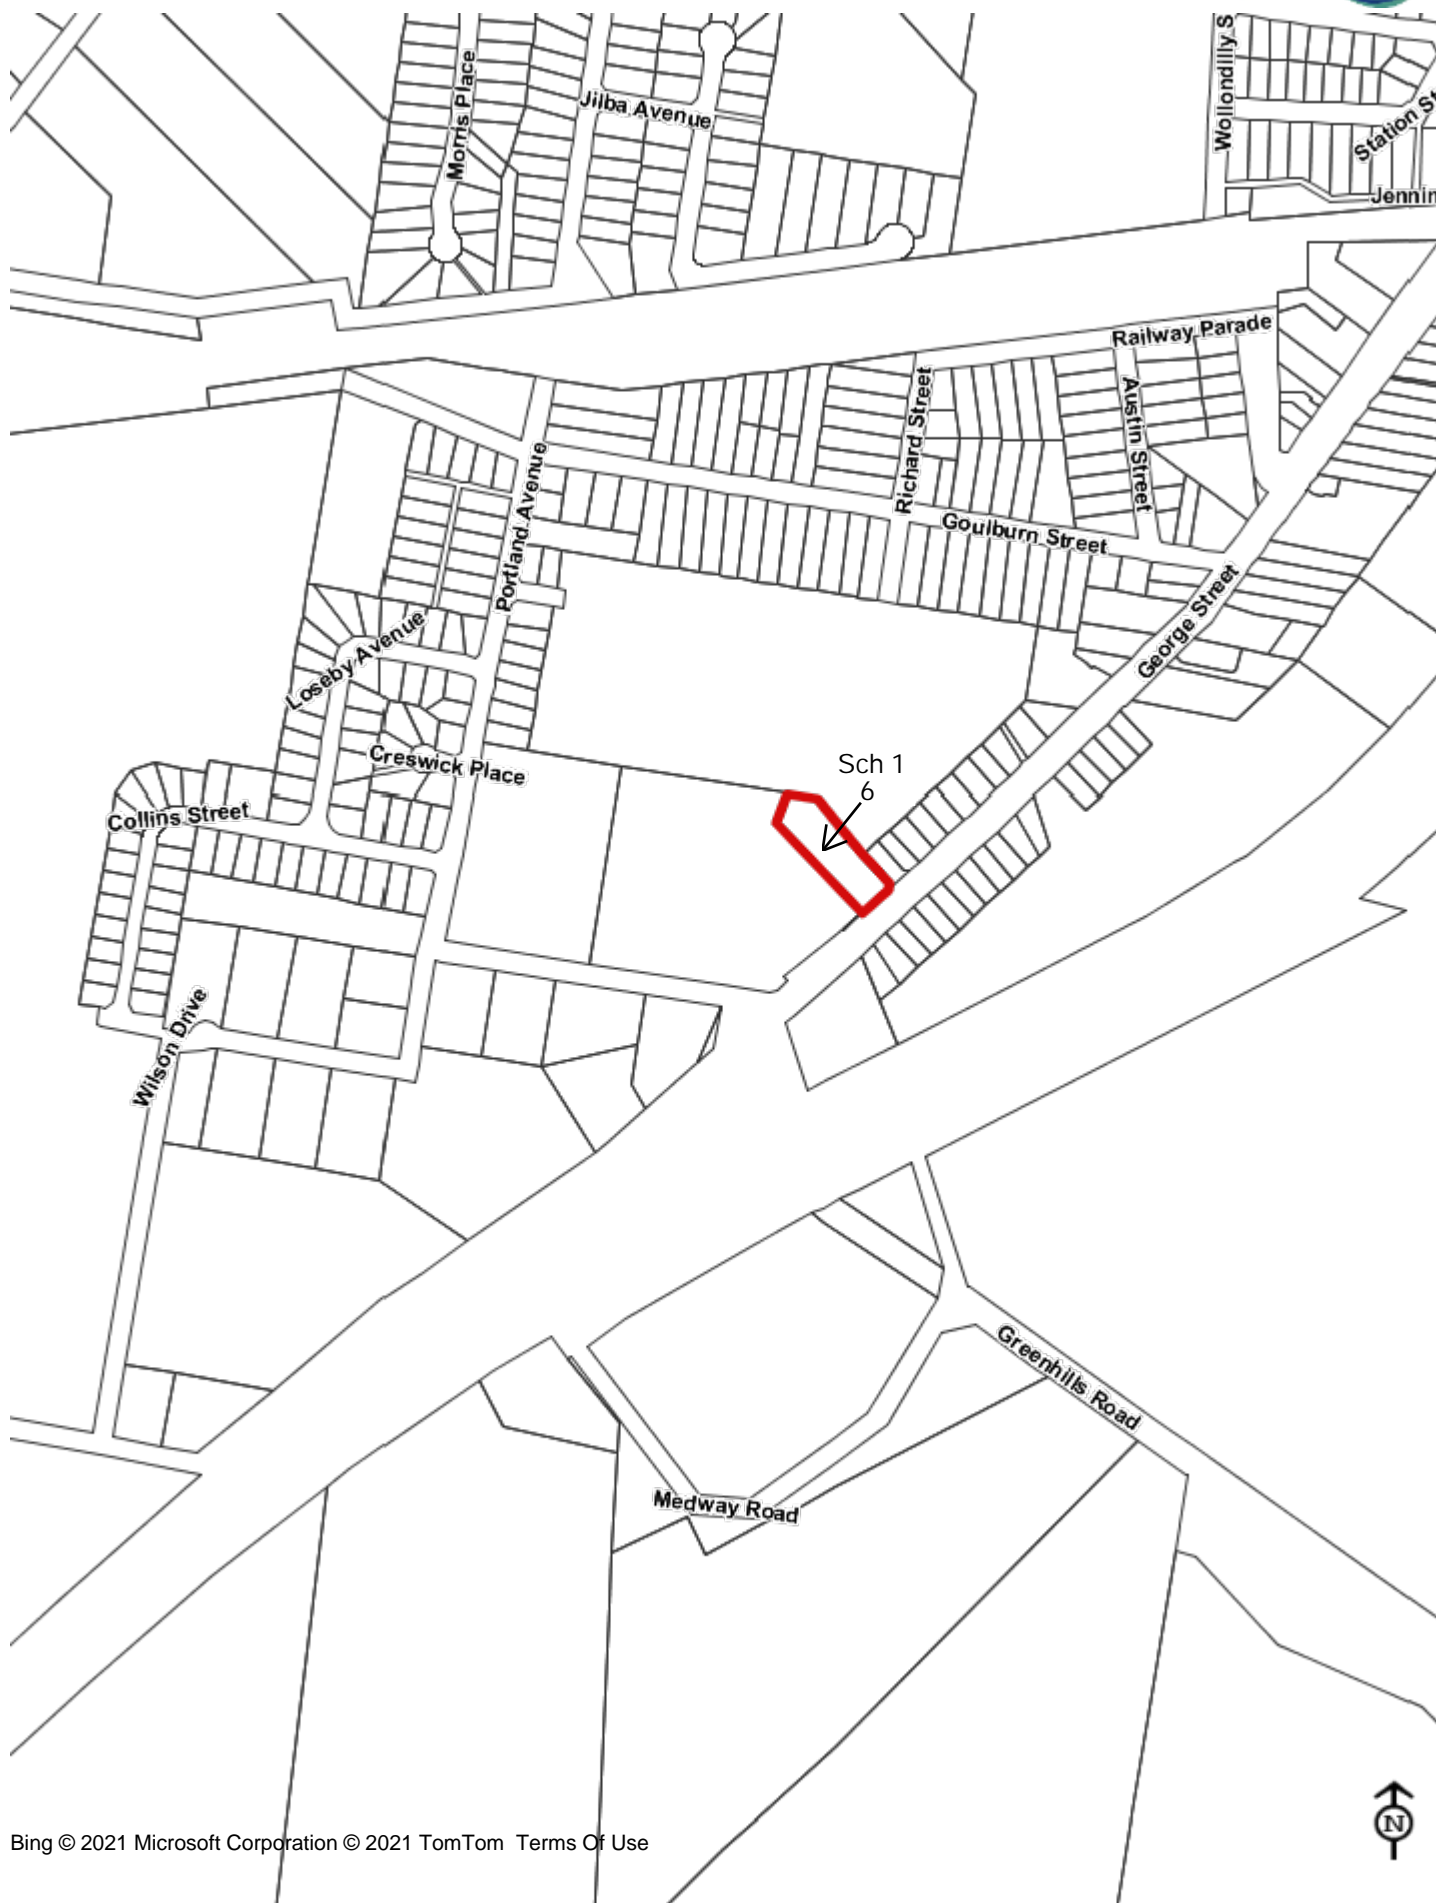 Wollondilly S
Morris Place
Jilba Avenue
Station St
Jennin
Railway Parade
Richard Street
Austin Street
Portland Avenue
Goulburn Street
George Street
Loseby Avenue
Creswick Place
Sch 1
6
Collins Street
Wilson Drive
Greenhills Road
Medway Road
N
Bing © 2021 Microsoft Corporation © 2021 TomTom Terms Of Use